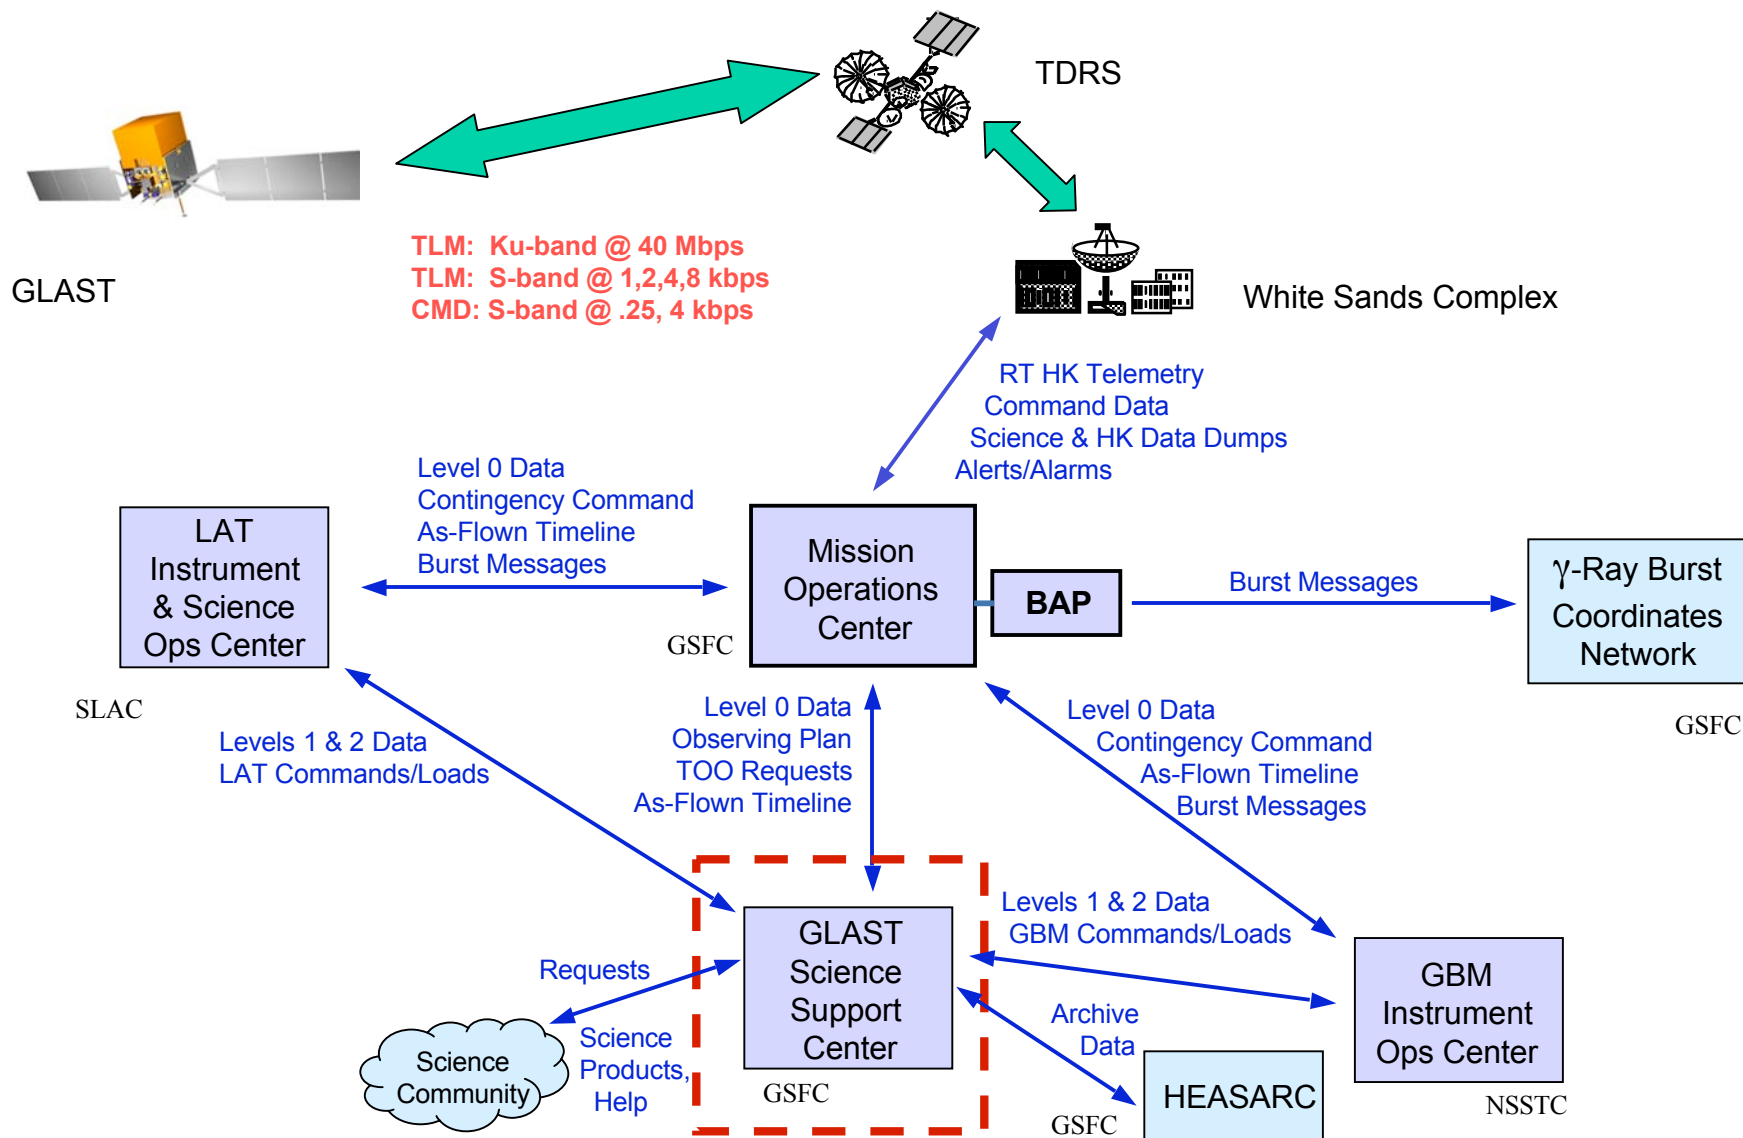 TDRS
GLAST
TLM: Ku-band @ 40 Mbps
TLM: S-band @ 1,2,4,8 kbps
CMD: S-band @ .25, 4 kbps
White Sands Complex
RT HK Telemetry
Command Data
Science & HK Data Dumps
Alerts/Alarms
Level 0 Data
Contingency Command
As-Flown Timeline
Burst Messages
LAT
Instrument
& Science
Ops Center
SLAC
Mission
Operations
Center
GSFC
BAP
Burst Messages
γ-Ray Burst
Coordinates
Network
GSFC
Levels 1 & 2 Data
LAT Commands/Loads
Level 0 Data
Observing Plan
TOO Requests
As-Flown Timeline
Level 0 Data
Contingency Command
As-Flown Timeline
Burst Messages
GLAST
Science
Support
Center
GSFC
Levels 1 & 2 Data
GBM Commands/Loads
GBM
Instrument
Ops Center
NSSTC
Requests
Science
Products,
Help
Science
Community
Archive
Data
HEASARC
GSFC